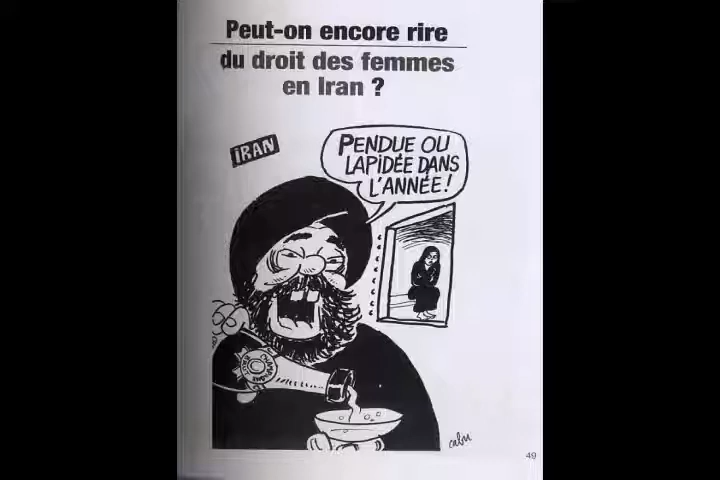 Peut-on encore rire
du droit des femmes
en Iran ?
iRAN
PENDUE OU
LAPIDÉE DANS
L'ANNÉE !
cabu
49